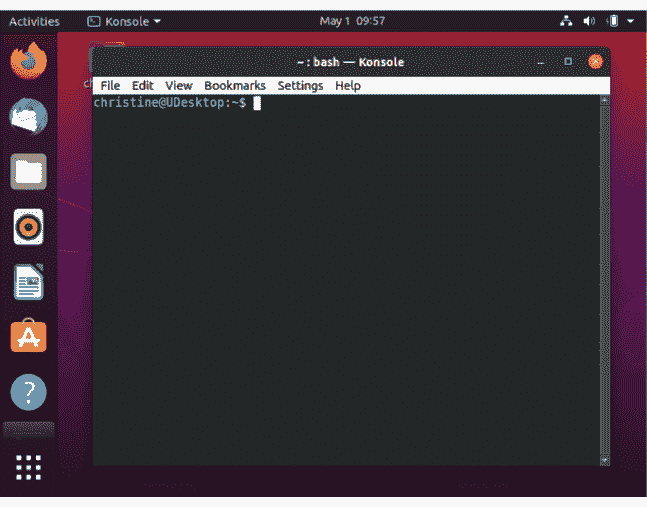 Activities Konsole May 1 09:57
~ : bash — Konsole
File Edit View Bookmarks Settings Help
christine@UDesktop:~$